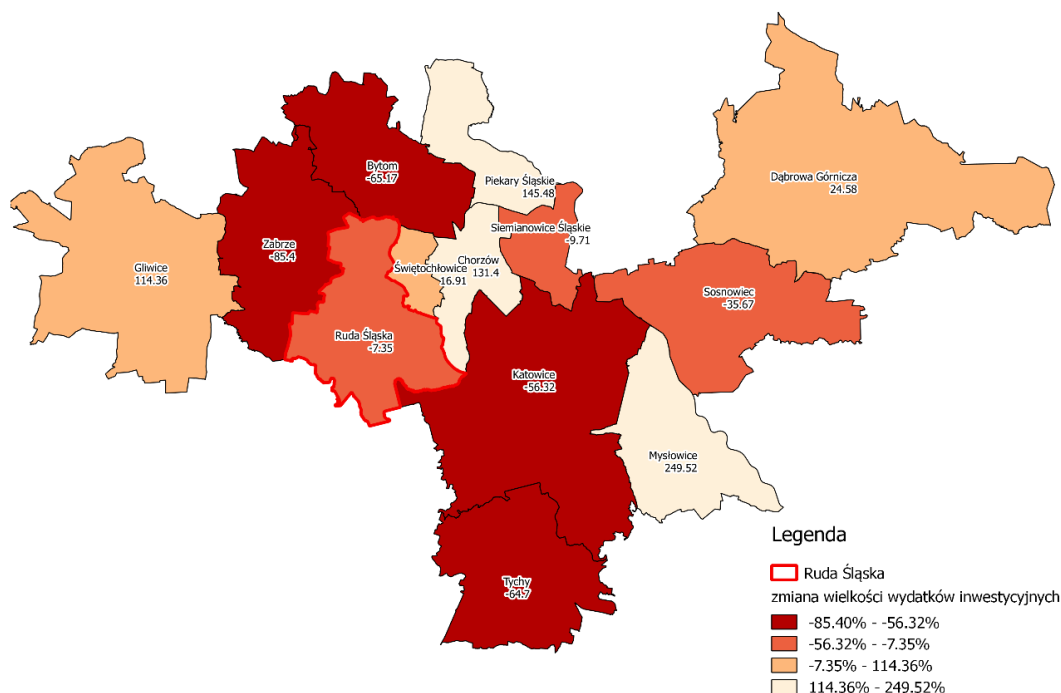 Bytom
-65.17
Piekary Śląskie
145.48
Dąbrowa Górnicza
24.58
Siemianowice Śląskie
-9.71
Zabrze
-85.4
Gliwice
114.36
Świętochłowice
16.91
Chorzów
131.4
Sosnowiec
-35.67
Ruda Śląska
-7.35
Katowice
-56.32
Mysłowice
249.52
Tychy
-64.7
Legenda
Ruda Śląska
zmiana wielkości wydatków inwestycyjnych
-85.40% - -56.32%
-56.32% - -7.35%
-7.35% - 114.36%
114.36% - 249.52%